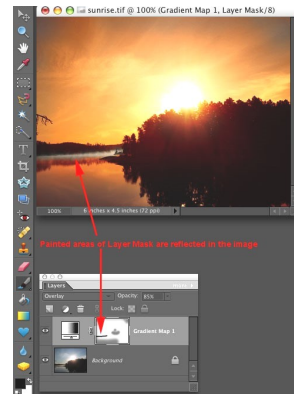 sunrise.tif @ 100% (Gradient Map 1, Layer Mask/8)
100% 6 inches x 4.5 inches (72 ppi)
Painted areas of Layer Mask are reflected in the image
Layers
Overlay Opacity: 85%
Lock:
Gradient Map 1
Background